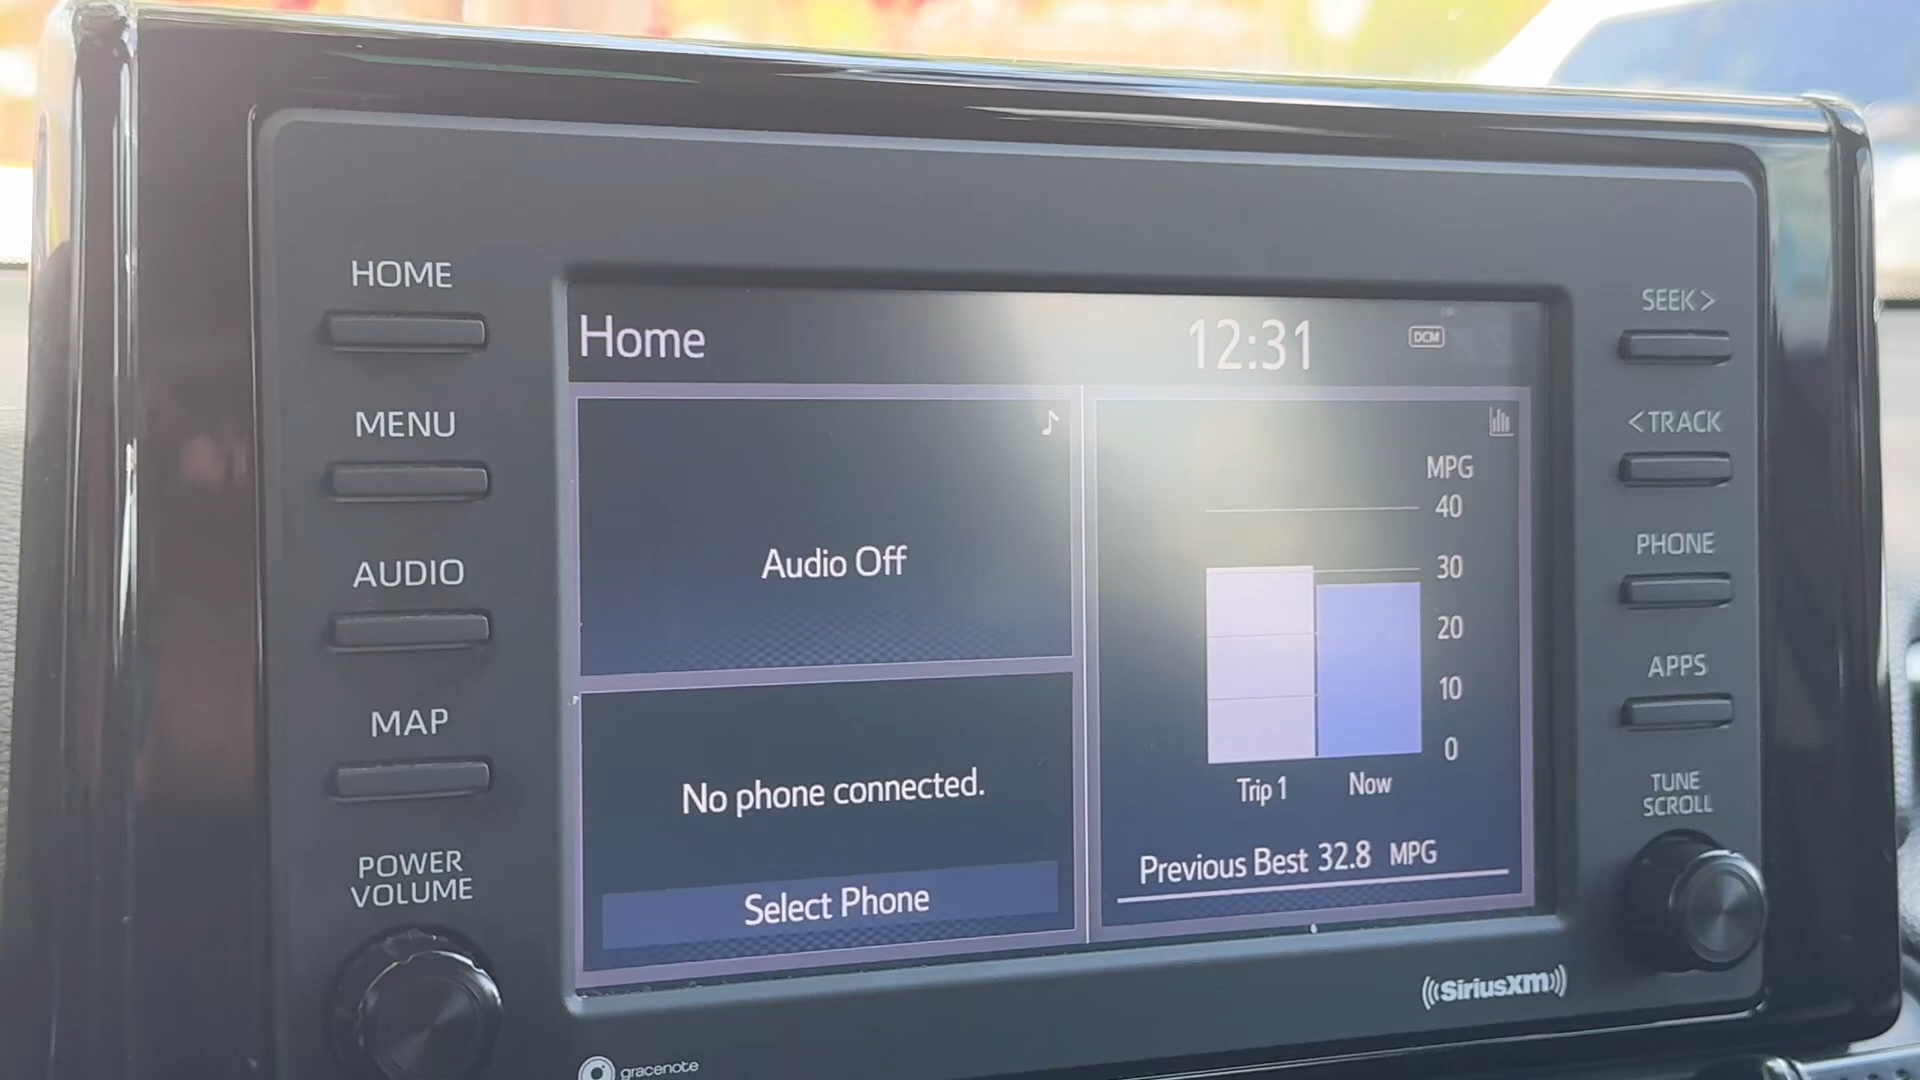 HOME
MENU
AUDIO
MAP
POWER
VOLUME
Home
12:31
DCM
Audio Off
No phone connected.
Select Phone
MPG
40
30
20
10
0
Trip 1
Now
Previous Best 32.8 MPG
SEEK >
< TRACK
PHONE
APPS
TUNE
SCROLL
((SiriusXM))
gracenote